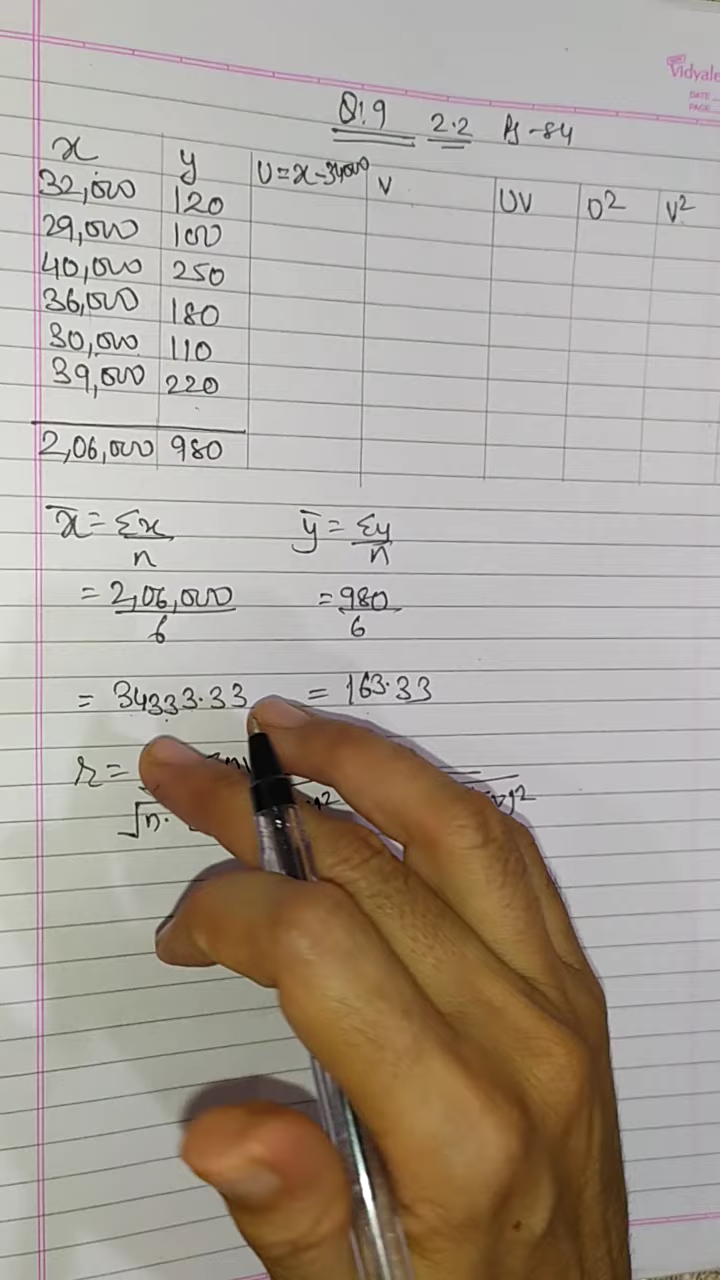 Vidyale
DATE
PAGE
Q1.9 2.2 Pg-84
x y U=x-34000 V UV U² V²
32,000 120
29,000 100
40,000 250
36,000 180
30,000 110
39,000 220
2,06,000 980
x̄ = Σx/n ȳ = Σy/n
= 2,06,000/6 = 980/6
= 34333.33 = 163.33
r =
√n.